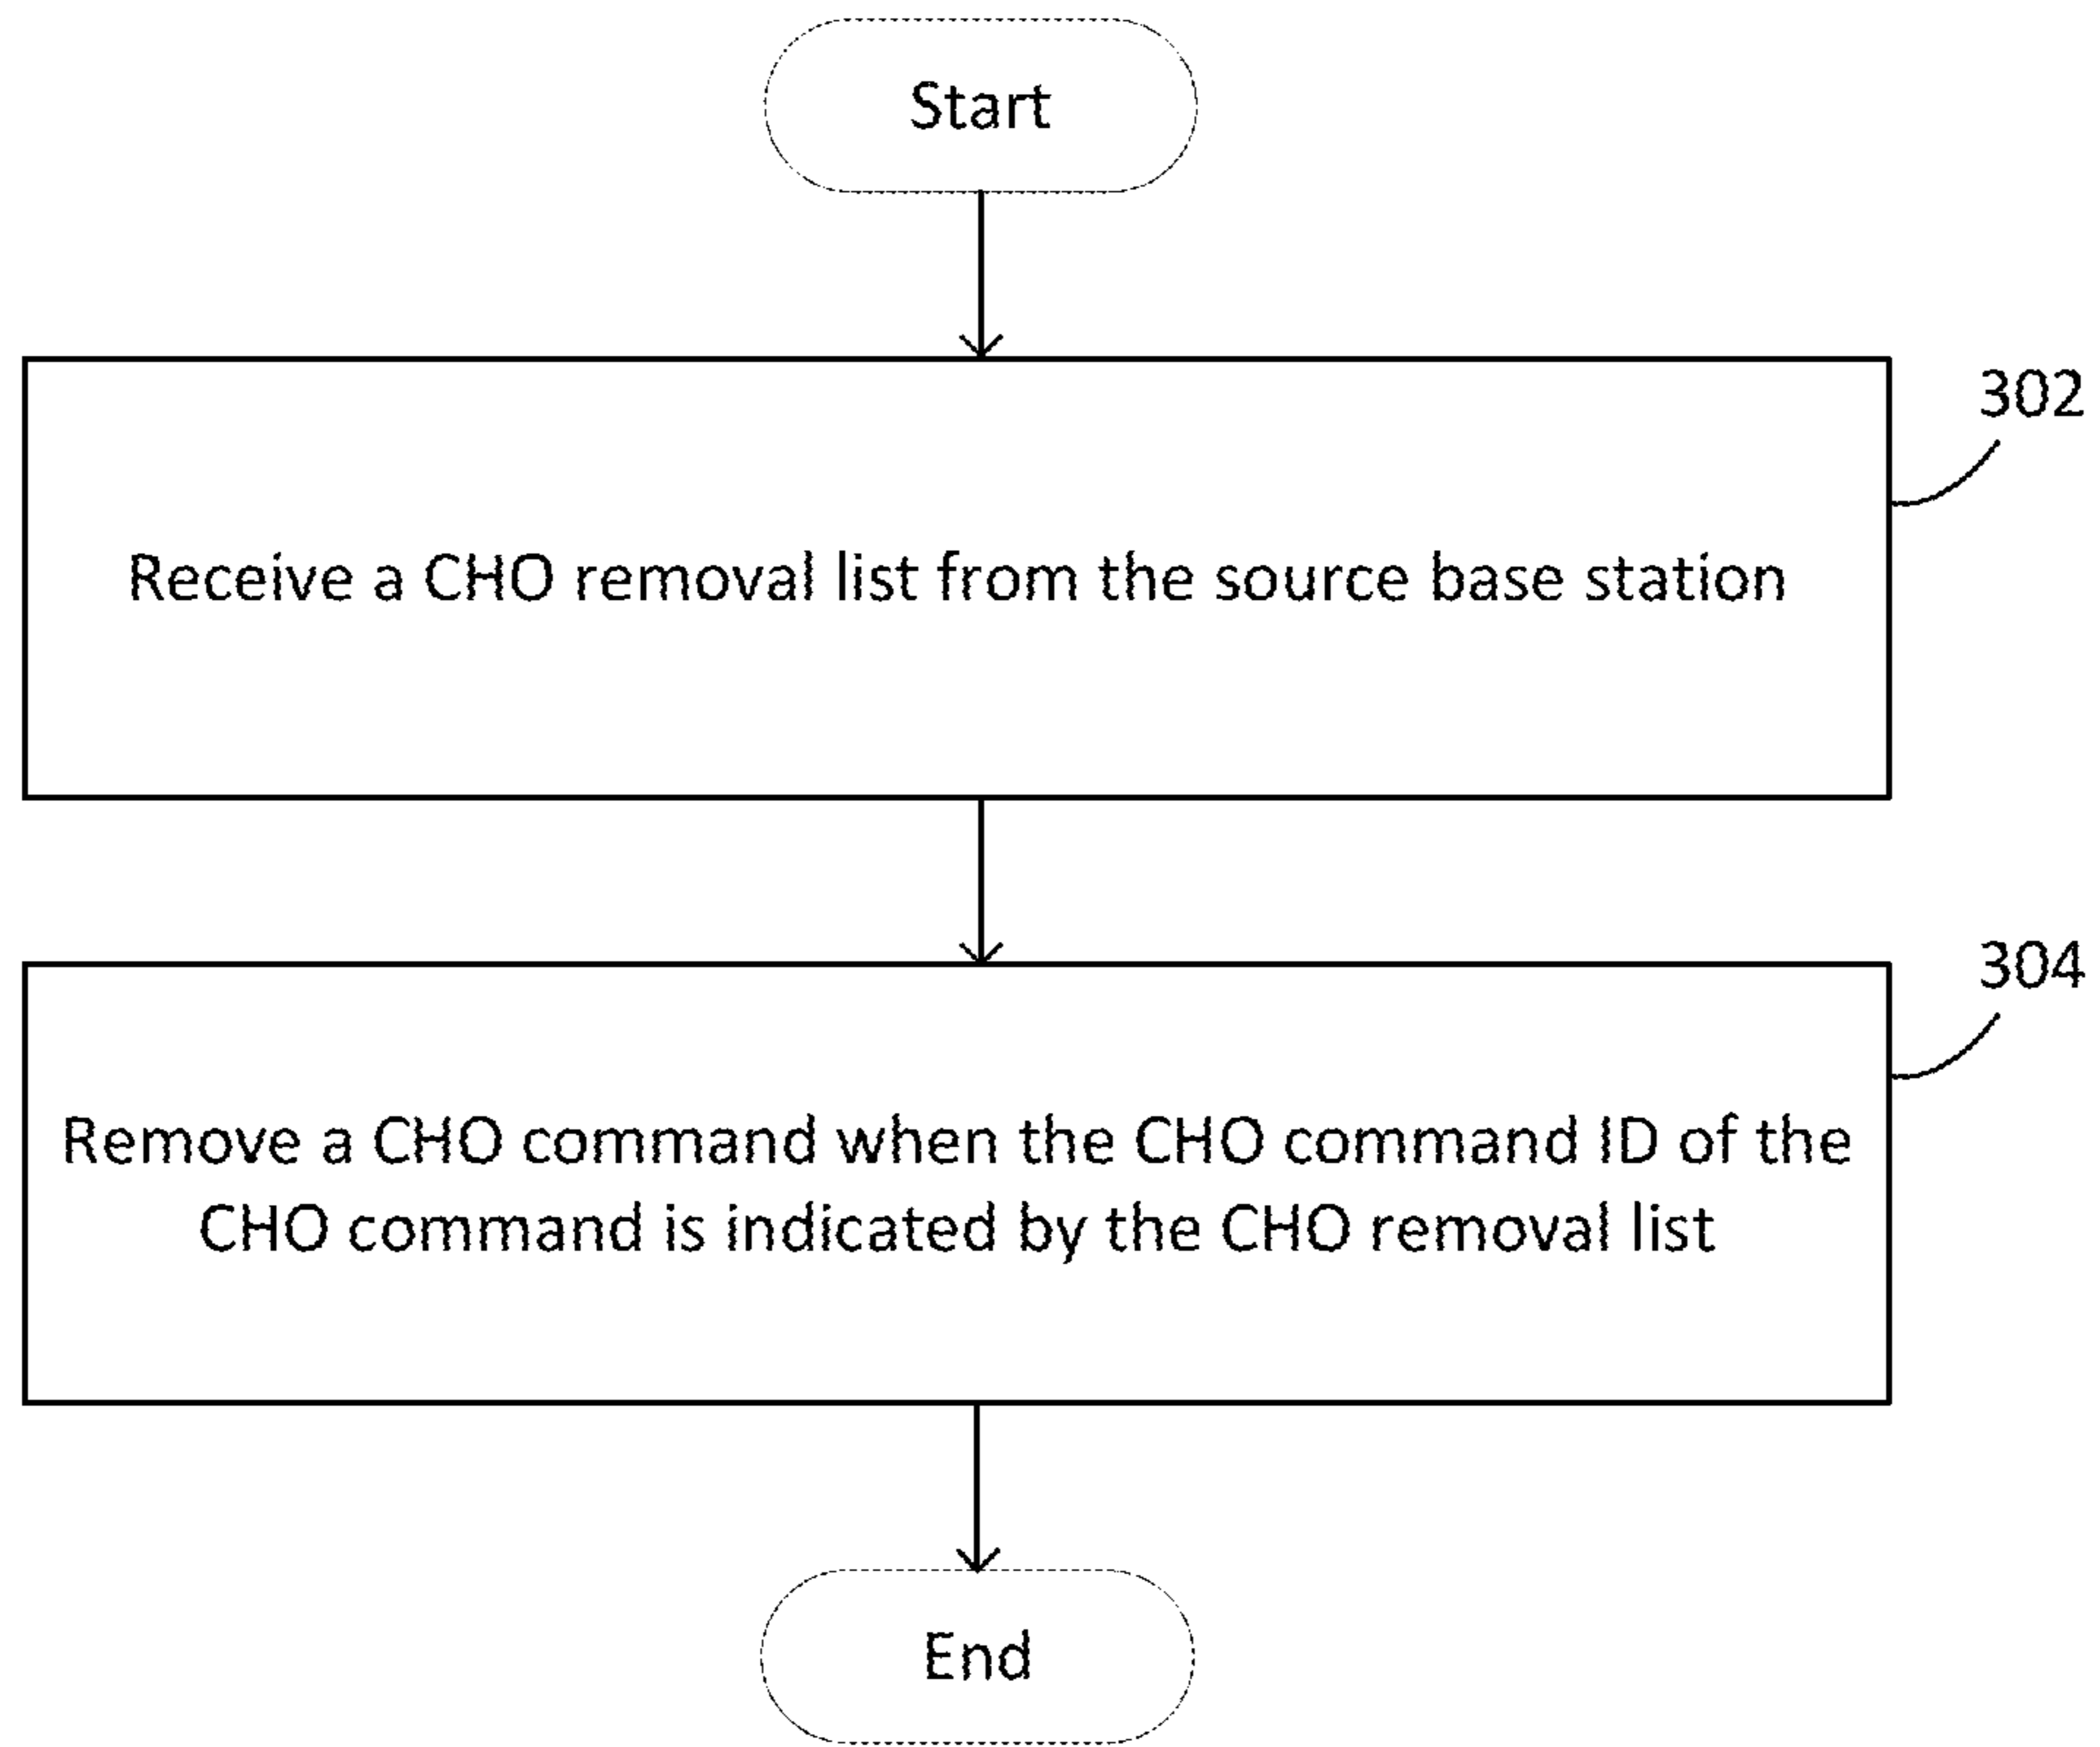 Start
302
Receive a CHO removal list from the source base station
304
Remove a CHO command when the CHO command ID of the
CHO command is indicated by the CHO removal list
End